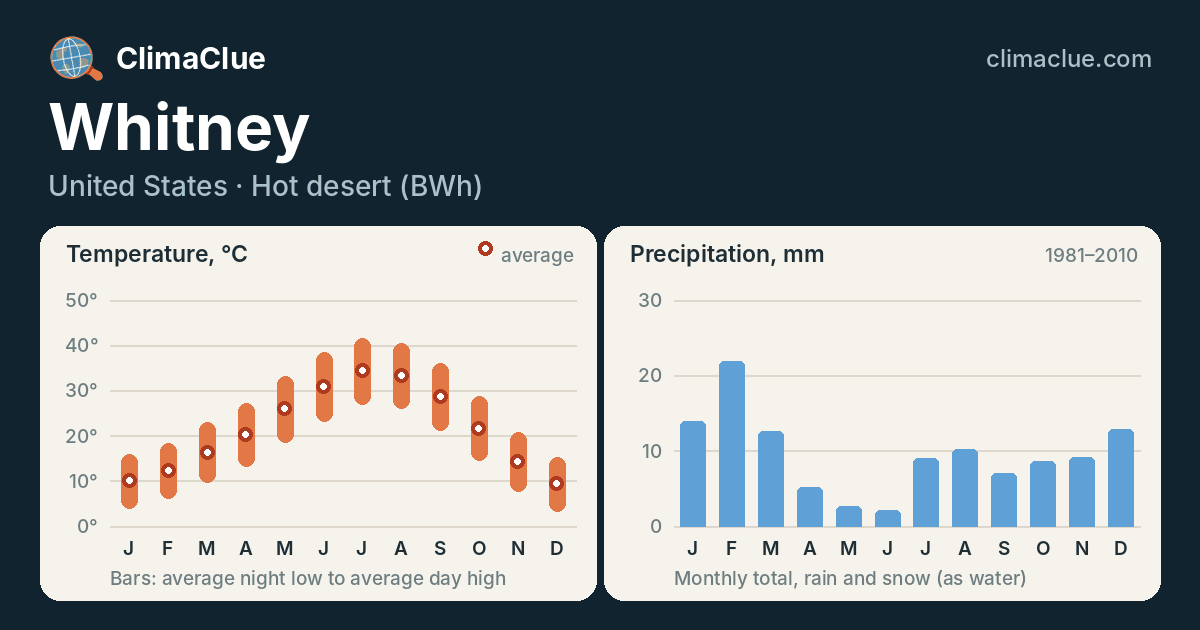 ClimaClue
climaclue.com
Whitney
United States · Hot desert (BWh)
Temperature, °C
average
50°
40°
30°
20°
10°
0°
J F M A M J J A S O N D
Bars: average night low to average day high
Precipitation, mm
1981–2010
30
20
10
0
J F M A M J J A S O N D
Monthly total, rain and snow (as water)